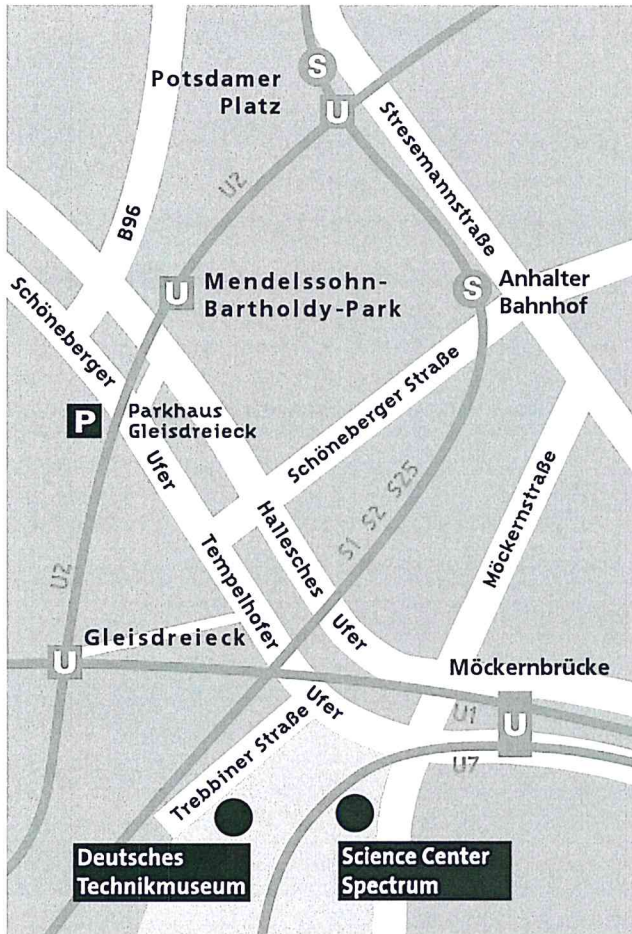 S
Potsdamer
Platz
U
Stresemannstraße
U2
B96
U
Mendelssohn-
Bartholdy-Park
S
Anhalter
Bahnhof
Schöneberger
Ufer
P
Parkhaus
Gleisdreieck
Schöneberger Straße
S1 S2 S25
Möckernstraße
Hallesches
Ufer
Tempelhofer
Ufer
U2
Gleisdreieck
U
Möckernbrücke
U1
U
U7
Trebbiner Straße
Deutsches
Technikmuseum
Science Center
Spectrum